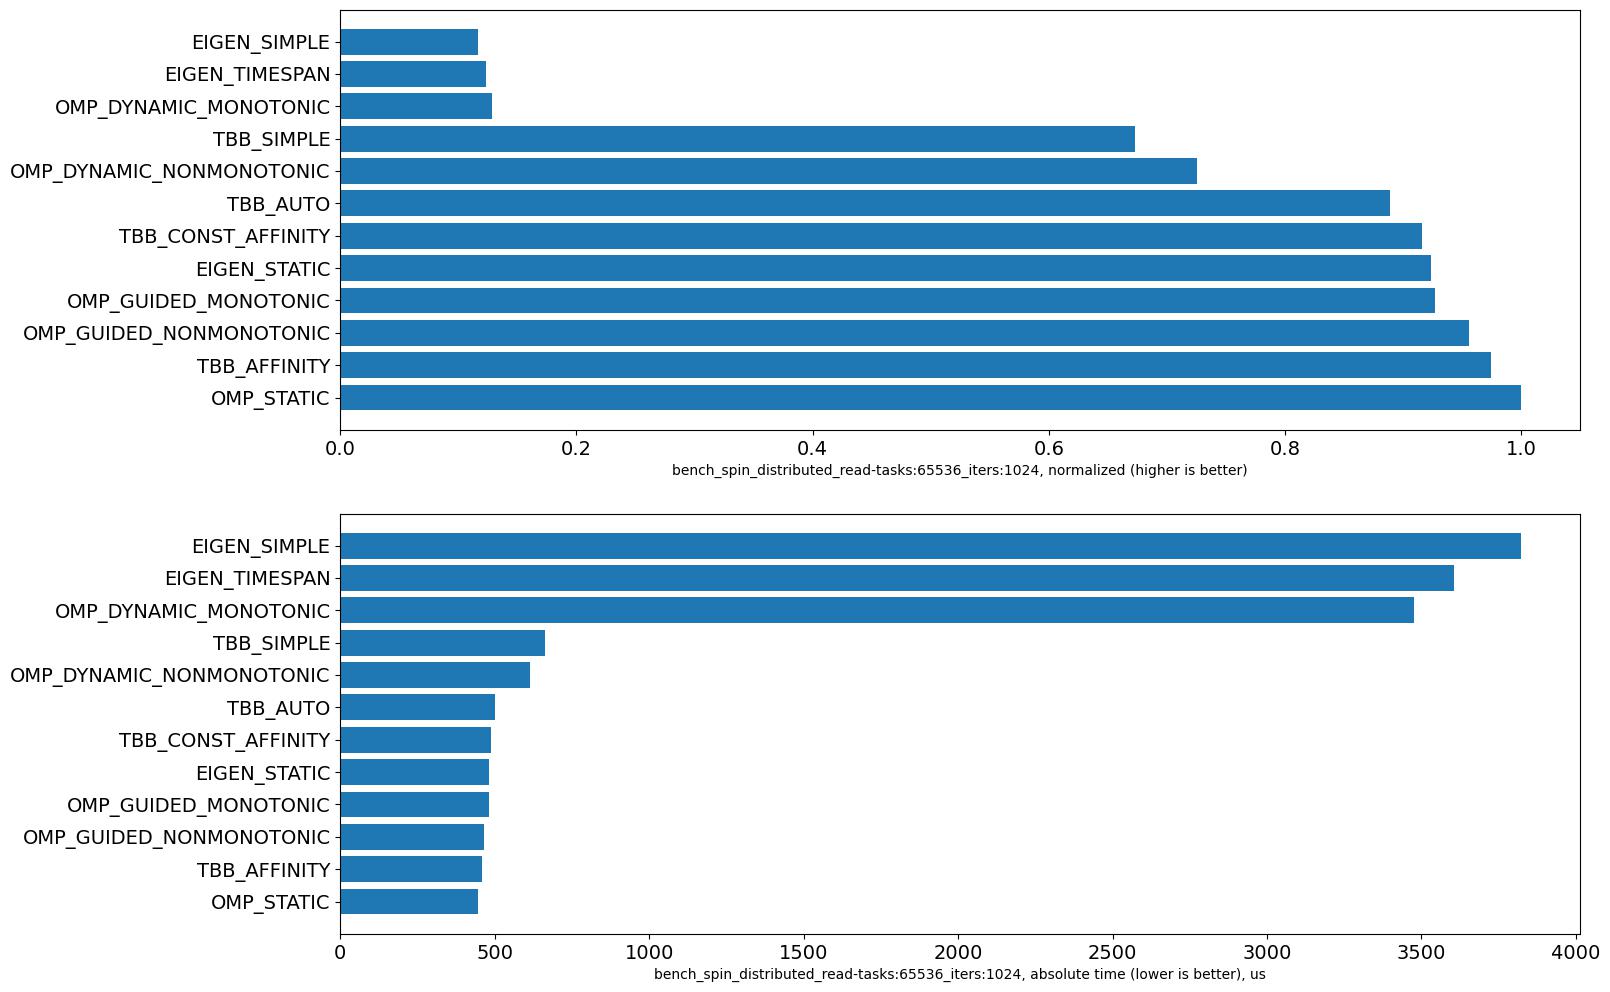 EIGEN_SIMPLE
EIGEN_TIMESPAN
OMP_DYNAMIC_MONOTONIC
TBB_SIMPLE
OMP_DYNAMIC_NONMONOTONIC
TBB_AUTO
TBB_CONST_AFFINITY
EIGEN_STATIC
OMP_GUIDED_MONOTONIC
OMP_GUIDED_NONMONOTONIC
TBB_AFFINITY
OMP_STATIC
0.0 0.2 0.4 0.6 0.8 1.0
bench_spin_distributed_read-tasks:65536_iters:1024, normalized (higher is better)
EIGEN_SIMPLE
EIGEN_TIMESPAN
OMP_DYNAMIC_MONOTONIC
TBB_SIMPLE
OMP_DYNAMIC_NONMONOTONIC
TBB_AUTO
TBB_CONST_AFFINITY
EIGEN_STATIC
OMP_GUIDED_MONOTONIC
OMP_GUIDED_NONMONOTONIC
TBB_AFFINITY
OMP_STATIC
0 500 1000 1500 2000 2500 3000 3500 4000
bench_spin_distributed_read-tasks:65536_iters:1024, absolute time (lower is better), us